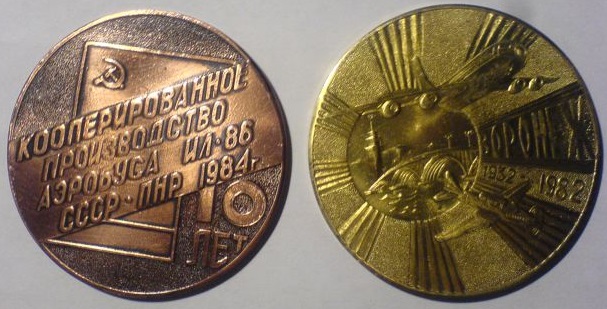 КООПЕРИРОВАННОЕ
ПРОИЗВОДСТВО
АЭРОБУСА ИЛ-86
СССР-ПНР 1984г.
10
ЛЕТ
ВОРОНЕЖ
1932-1982